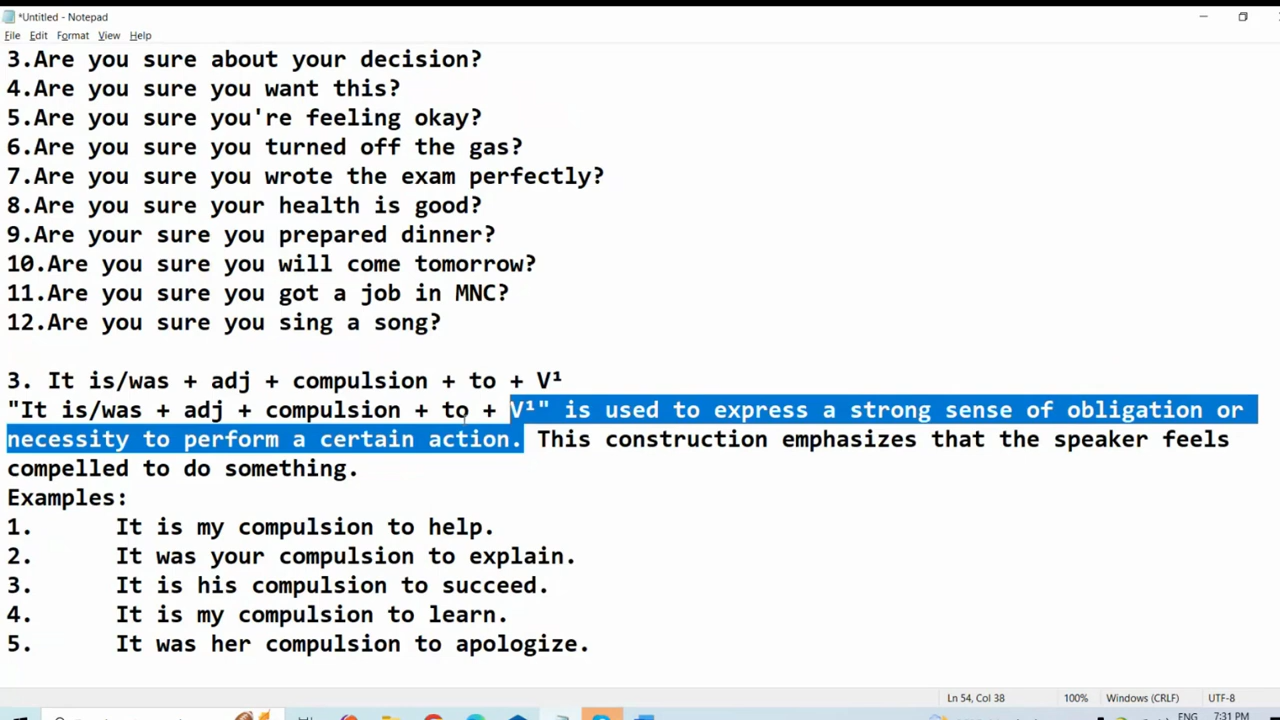 *Untitled - Notepad
File Edit Format View Help
3.Are you sure about your decision?
4.Are you sure you want this?
5.Are you sure you're feeling okay?
6.Are you sure you turned off the gas?
7.Are you sure you wrote the exam perfectly?
8.Are you sure your health is good?
9.Are your sure you prepared dinner?
10.Are you sure you will come tomorrow?
11.Are you sure you got a job in MNC?
12.Are you sure you sing a song?
3. It is/was + adj + compulsion + to + V¹
"It is/was + adj + compulsion + to + V¹" is used to express a strong sense of obligation or
necessity to perform a certain action. This construction emphasizes that the speaker feels
compelled to do something.
Examples:
1. It is my compulsion to help.
2. It was your compulsion to explain.
3. It is his compulsion to succeed.
4. It is my compulsion to learn.
5. It was her compulsion to apologize.
Ln 54, Col 38 100% Windows (CRLF) UTF-8
ENG 7:31 PM